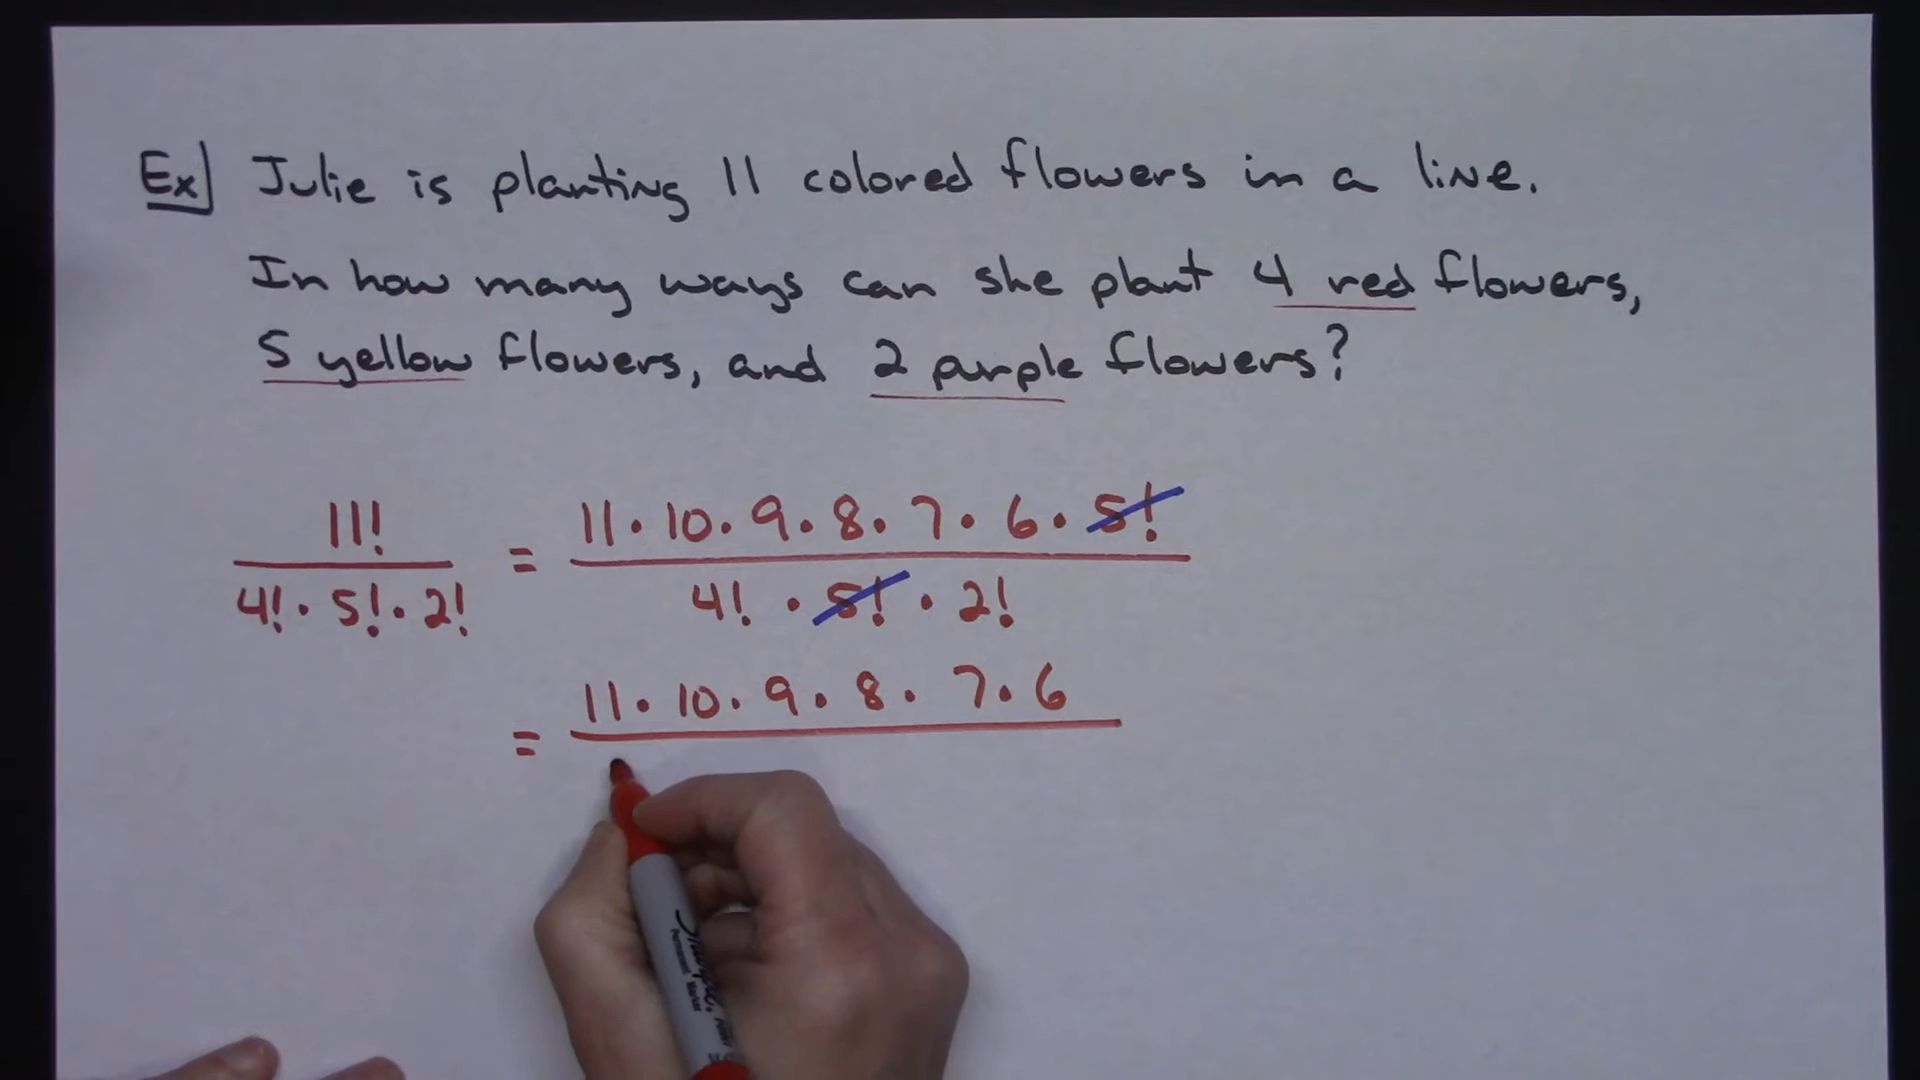 Ex] Julie is planting 11 colored flowers in a line.
In how many ways can she plant 4 red flowers,
5 yellow flowers, and 2 purple flowers?
11! / 4! · 5! · 2! = 11 · 10 · 9 · 8 · 7 · 6 · 5! / 4! · 5! · 2!
= 11 · 10 · 9 · 8 · 7 · 6
Sharpie.
Permanent Marker